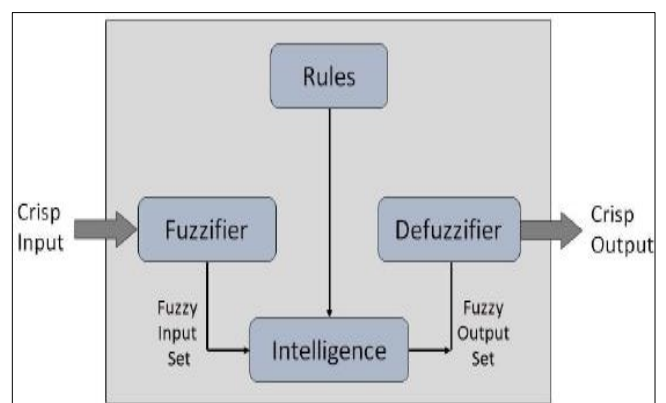 Rules
Crisp
Input
Fuzzifier
Defuzzifier
Crisp
Output
Fuzzy
Input
Set
Intelligence
Fuzzy
Output
Set